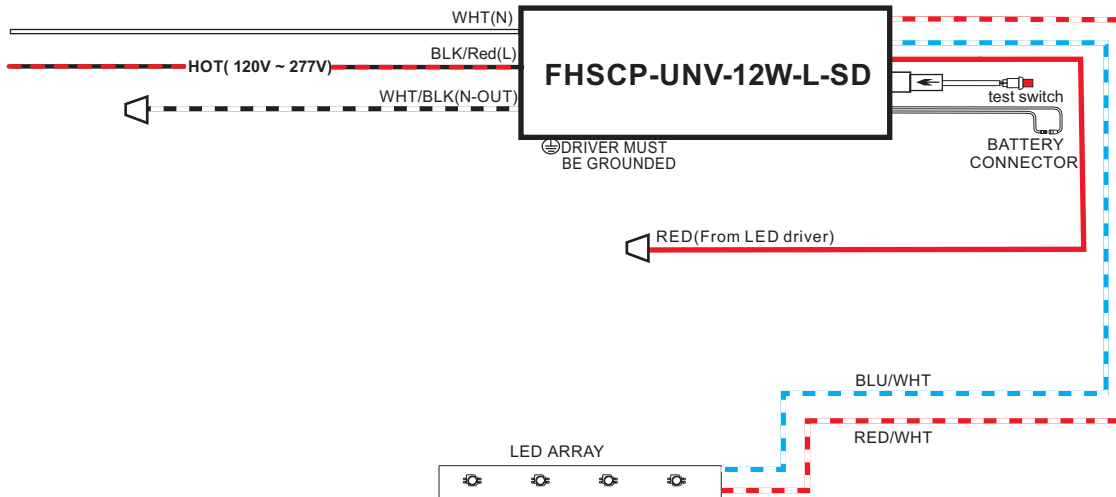 WHT(N)
BLK/Red(L)
HOT( 120V ~ 277V)
WHT/BLK(N-OUT)
FHSCP-UNV-12W-L-SD
test switch
DRIVER MUST
BE GROUNDED
BATTERY
CONNECTOR
RED(From LED driver)
BLU/WHT
RED/WHT
LED ARRAY